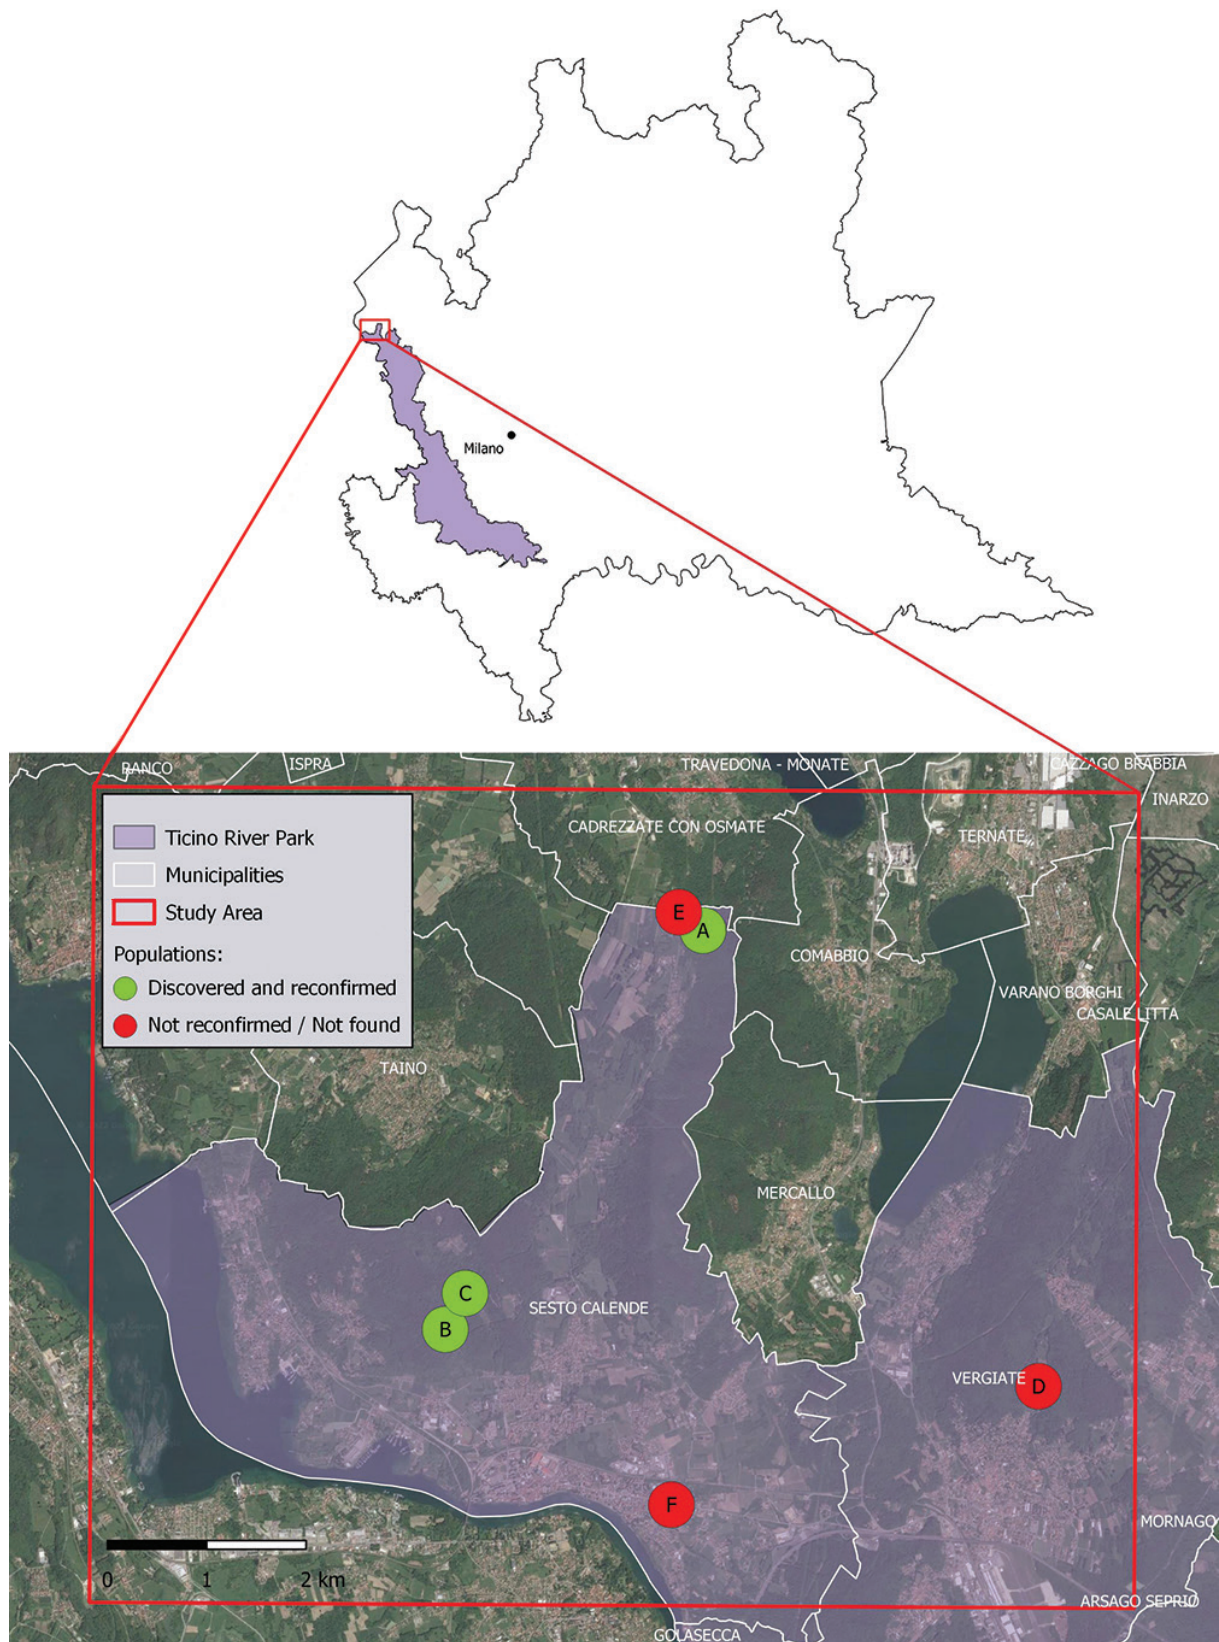 Milano
RANCO
ISPRA
TRAVEDONA - MONATE
CAZZAGO BRABBIA
INARZO
CADREZZATE CON OSMATE
TERNATE
Ticino River Park
Municipalities
Study Area
Populations:
Discovered and reconfirmed
Not reconfirmed / Not found
E
A
COMABBIO
VARANO BORGHI
CASALE LITTA
TAINO
MERCALLO
C
SESTO CALENDE
B
VERGIATE
D
F
MORNAGO
0 1 2 km
ARSAGO SEPRIO
GOLASECCA